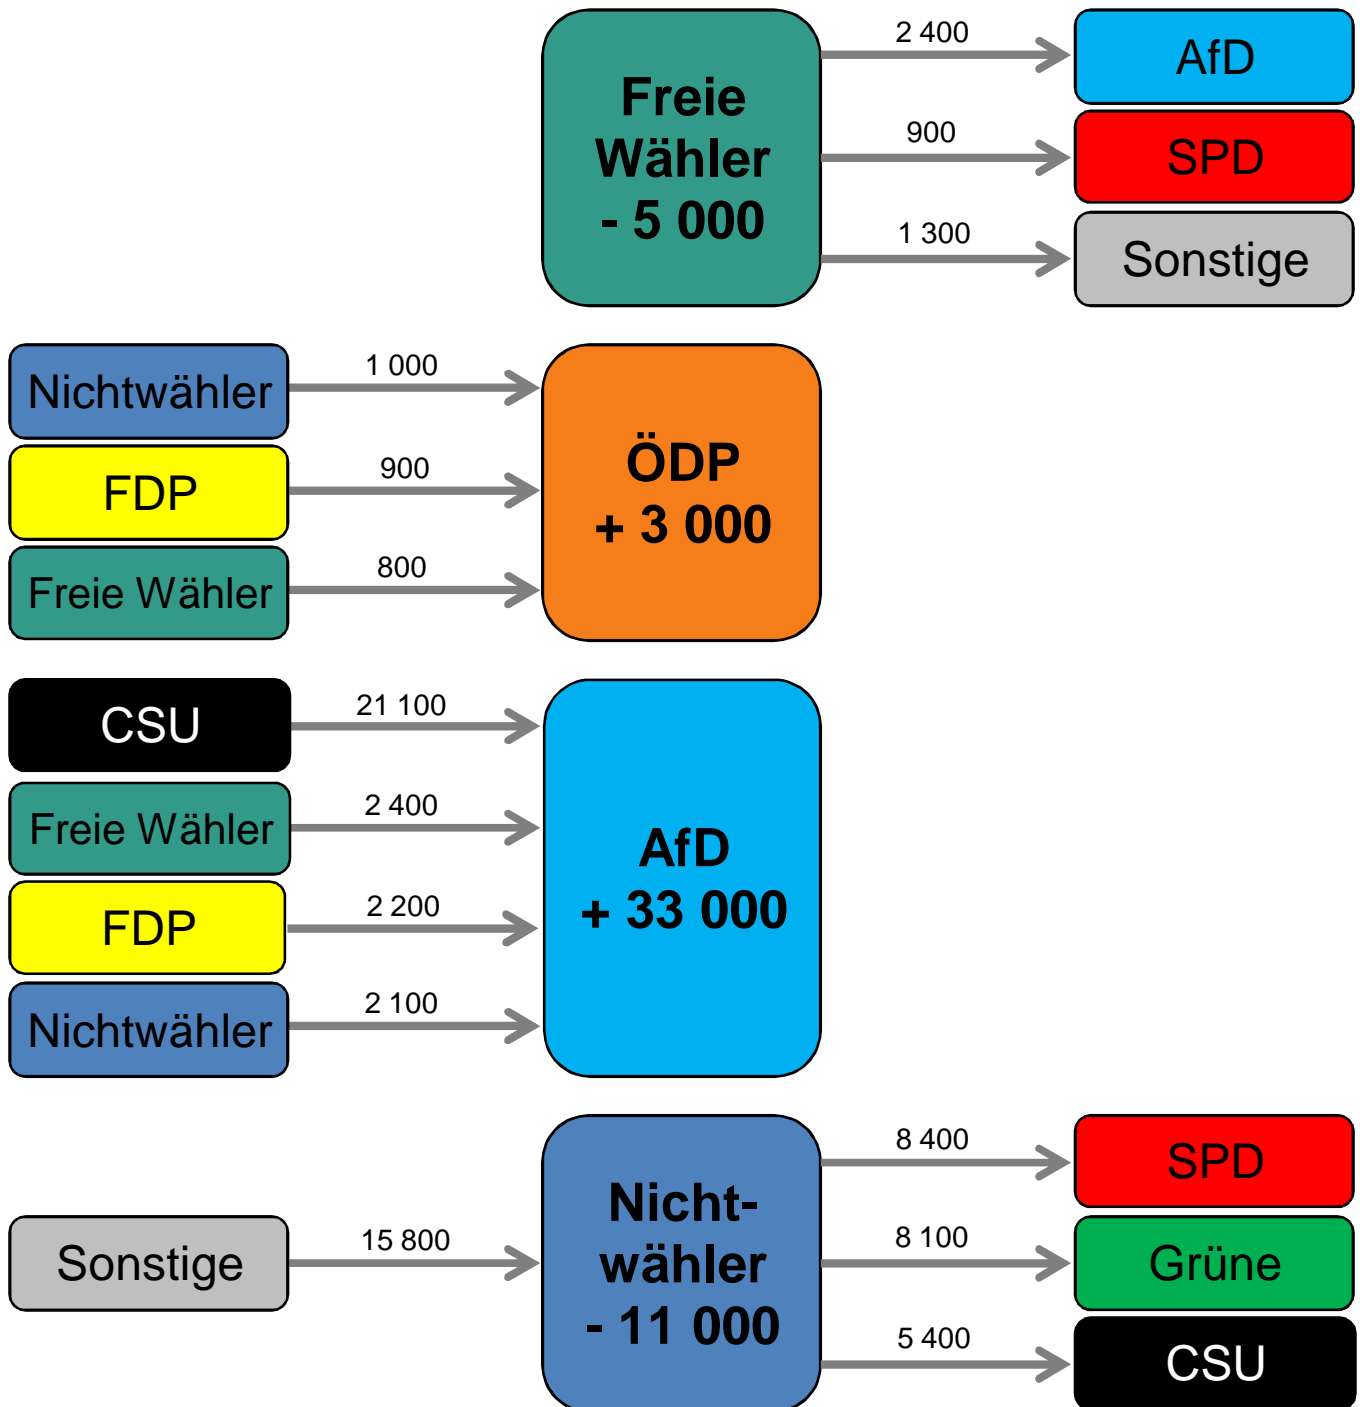 Freie
Wähler
- 5 000
2 400
AfD
900
SPD
1 300
Sonstige
Nichtwähler
1 000
FDP
900
Freie Wähler
800
ÖDP
+ 3 000
CSU
21 100
Freie Wähler
2 400
FDP
2 200
Nichtwähler
2 100
AfD
+ 33 000
Sonstige
15 800
Nicht-
wähler
- 11 000
8 400
SPD
8 100
Grüne
5 400
CSU